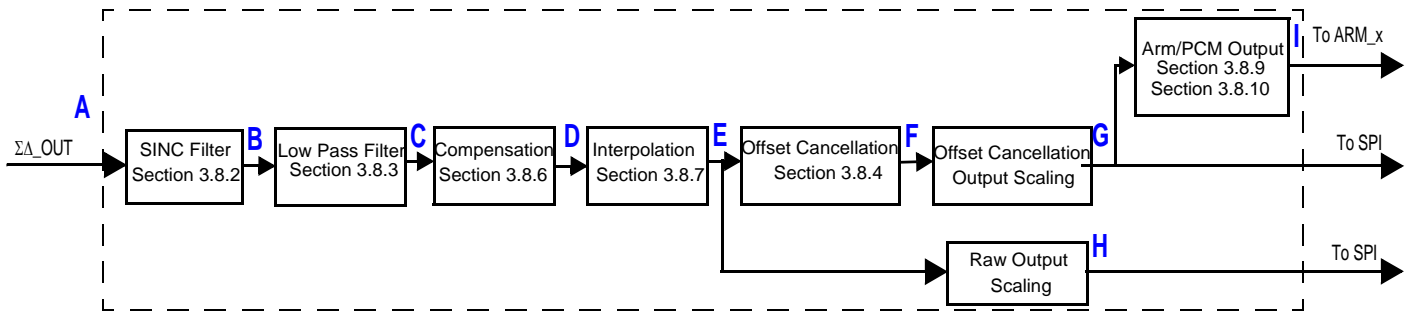 Arm/PCM Output
Section 3.8.9
Section 3.8.10
I
To ARM_x
A
ΣΔ_OUT
SINC Filter
Section 3.8.2
B
Low Pass Filter
Section 3.8.3
C
Compensation
Section 3.8.6
D
Interpolation
Section 3.8.7
E
Offset Cancellation
Section 3.8.4
F
Offset Cancellation
Output Scaling
G
To SPI
Raw Output
Scaling
H
To SPI